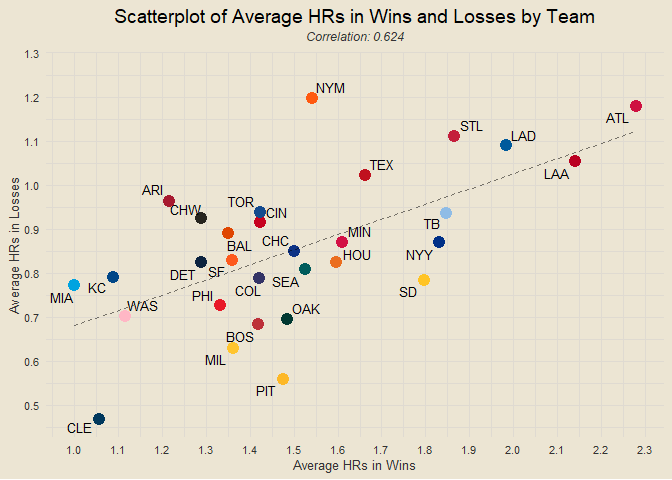 Scatterplot of Average HRs in Wins and Losses by Team
Correlation: 0.624
1.3
1.2
1.1
1.0
0.9
0.8
0.7
0.6
0.5
Average HRs in Losses
NYM
ATL
STL
LAD
TEX
LAA
ARI
CHW
TOR
CIN
TB
MIN
BAL
CHC
NYY
HOU
DET
SF
SEA
COL
SD
MIA
KC
WAS
PHI
OAK
BOS
MIL
PIT
CLE
1.0 1.1 1.2 1.3 1.4 1.5 1.6 1.7 1.8 1.9 2.0 2.1 2.2 2.3
Average HRs in Wins